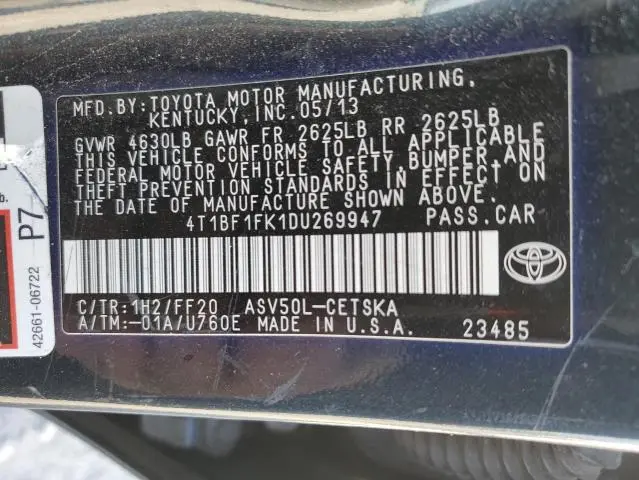 MFD. BY: TOYOTA MOTOR MANUFACTURING,
KENTUCKY, INC. 05/13
GVWR 4630LB GAWR FR 2625LB RR 2625LB
THIS VEHICLE CONFORMS TO ALL APPLICABLE
FEDERAL MOTOR VEHICLE SAFETY, BUMPER, AND
THEFT PREVENTION STANDARDS IN EFFECT ON
THE DATE OF MANUFACTURE SHOWN ABOVE.
4T1BF1FK1DU269947 PASS. CAR
C/TR: 1H2/FF20 ASV50L-CETSKA
A/TM: -01A/U760E MADE IN U.S.A. 23485
P7
42661-06722